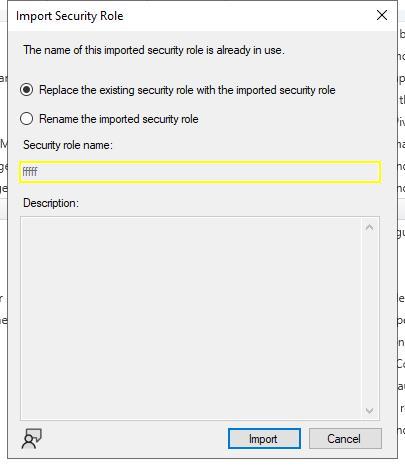 Import Security Role
The name of this imported security role is already in use.
Replace the existing security role with the imported security role
Rename the imported security role
Security role name:
fffff
Description:
Import
Cancel